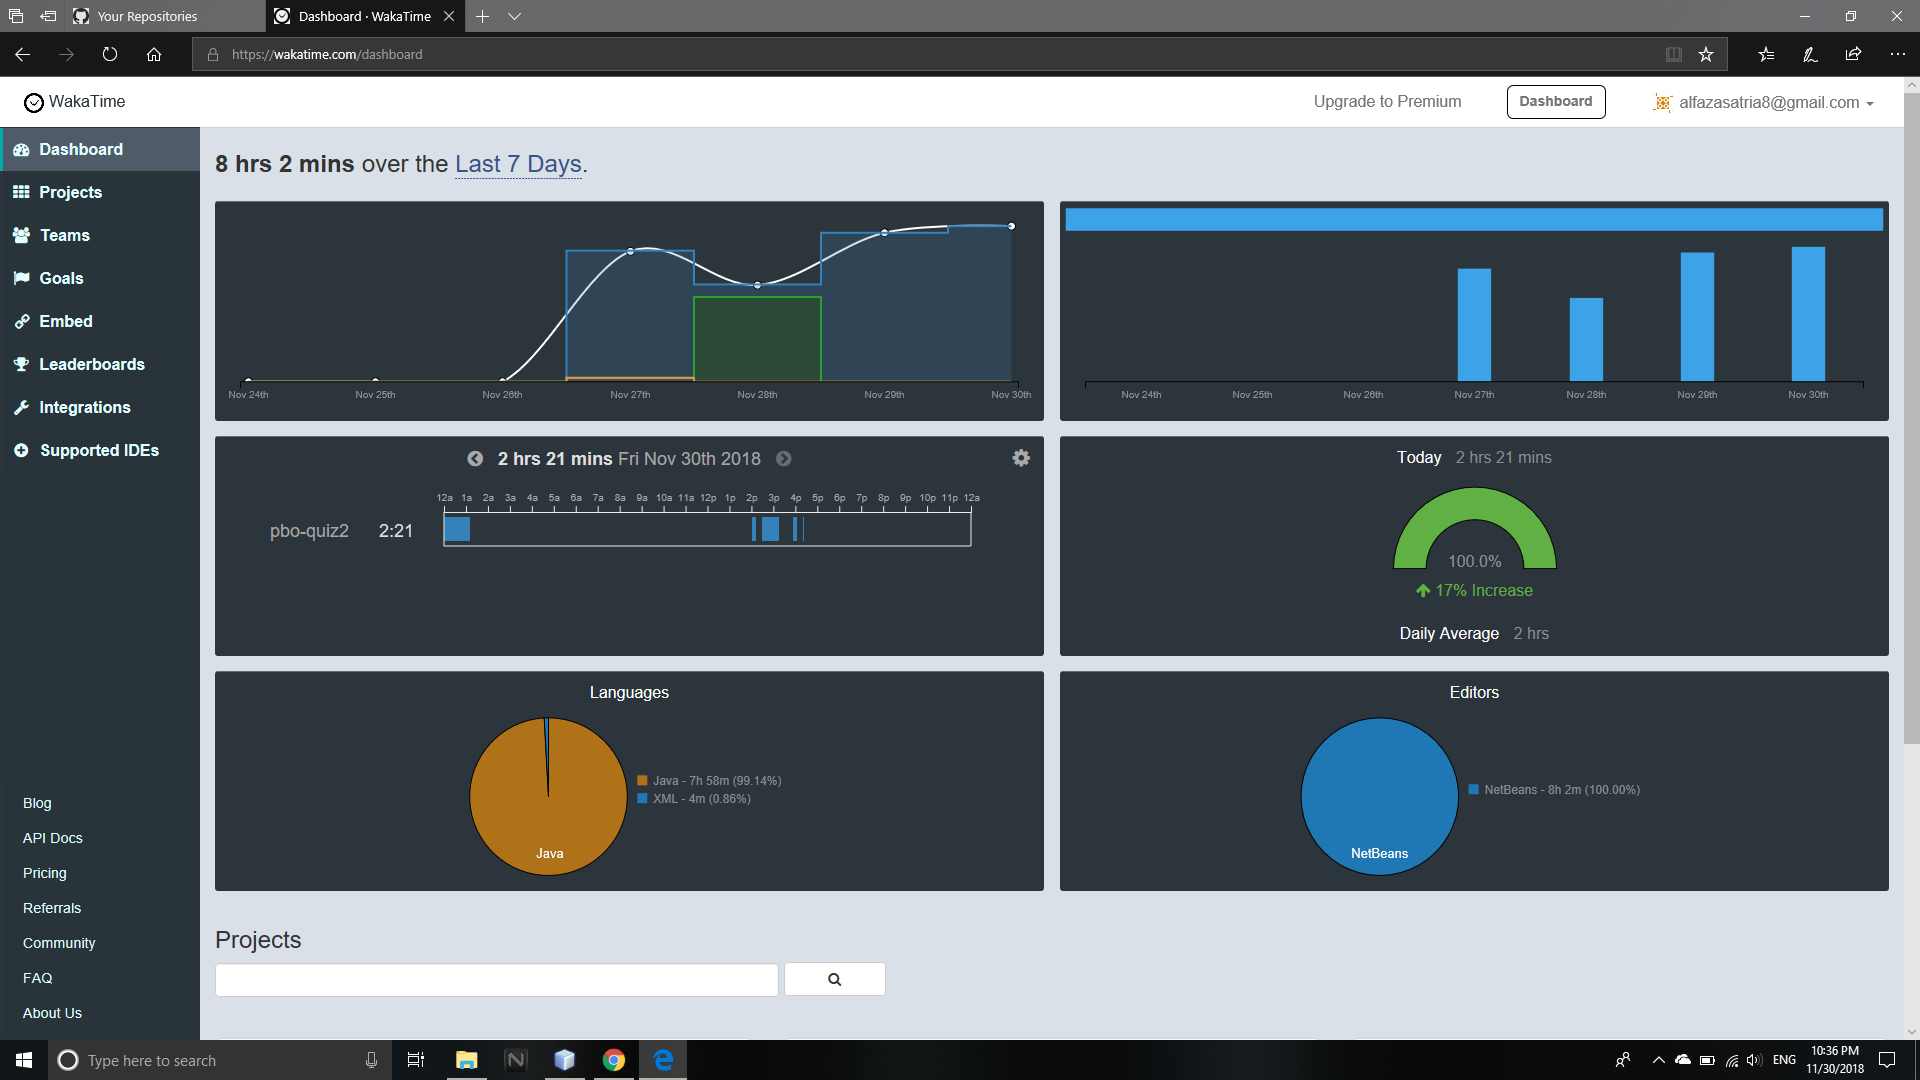 Your Repositories
Dashboard · WakaTime
https://wakatime.com/dashboard
WakaTime
Upgrade to Premium
Dashboard
alfazasatria8@gmail.com
Dashboard
Projects
Teams
Goals
Embed
Leaderboards
Integrations
Supported IDEs
Blog
API Docs
Pricing
Referrals
Community
FAQ
About Us
8 hrs 2 mins over the Last 7 Days.
Nov 24th Nov 25th Nov 26th Nov 27th Nov 28th Nov 29th Nov 30th
Nov 24th Nov 25th Nov 26th Nov 27th Nov 28th Nov 29th Nov 30th
2 hrs 21 mins Fri Nov 30th 2018
12a 1a 2a 3a 4a 5a 6a 7a 8a 9a 10a 11a 12p 1p 2p 3p 4p 5p 6p 7p 8p 9p 10p 11p 12a
pbo-quiz2 2:21
Today 2 hrs 21 mins
100.0%
17% Increase
Daily Average 2 hrs
Languages
Java - 7h 58m (99.14%)
XML - 4m (0.86%)
Java
Editors
NetBeans - 8h 2m (100.00%)
NetBeans
Projects
Type here to search
ENG
10:36 PM
11/30/2018